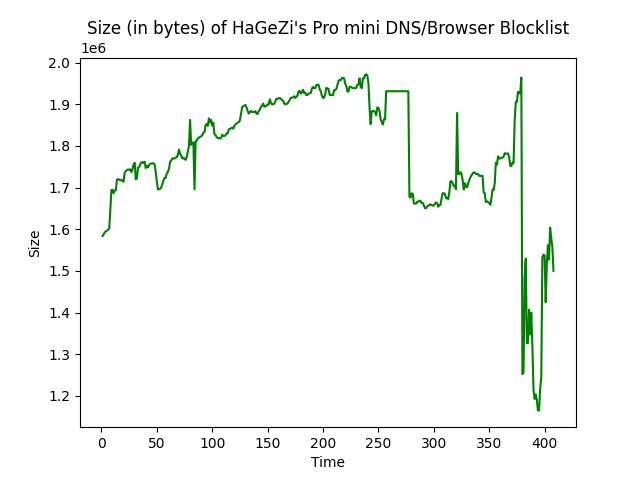 Size (in bytes) of HaGeZi's Pro mini DNS/Browser Blocklist
1e6
2.0
1.9
1.8
1.7
1.6
1.5
1.4
1.3
1.2
Size
0 50 100 150 200 250 300 350 400
Time